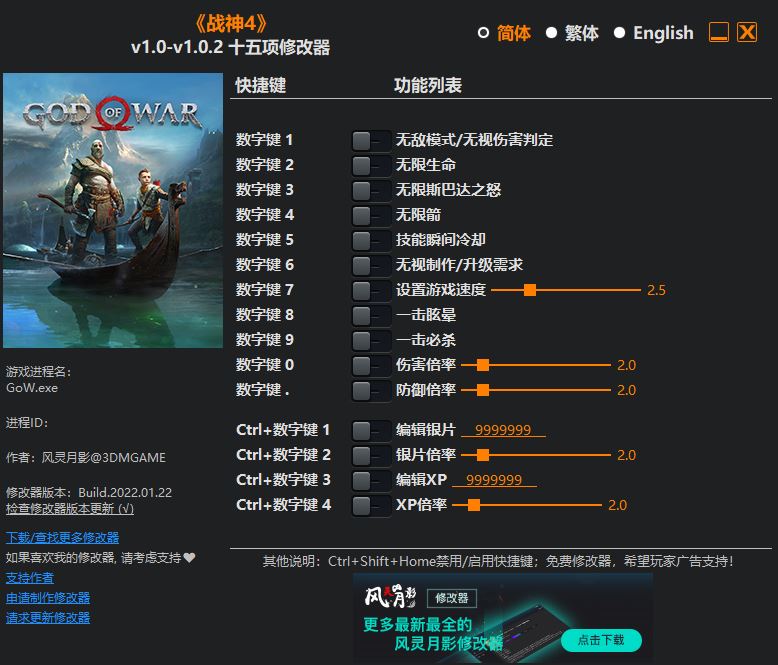 《战神4》
v1.0-v1.0.2 十五项修改器
简体 繁体 English
GOD OF WAR
快捷键 功能列表
数字键 1 无敌模式/无视伤害判定
数字键 2 无限生命
数字键 3 无限斯巴达之怒
数字键 4 无限箭
数字键 5 技能瞬间冷却
数字键 6 无视制作/升级需求
数字键 7 设置游戏速度 2.5
数字键 8 一击眩晕
数字键 9 一击必杀
数字键 0 伤害倍率 2.0
数字键 . 防御倍率 2.0
Ctrl+数字键 1 编辑银片 9999999
Ctrl+数字键 2 银片倍率 2.0
Ctrl+数字键 3 编辑XP 9999999
Ctrl+数字键 4 XP倍率 2.0
游戏进程名：
GoW.exe
进程ID：
作者：风灵月影@3DMGAME
修改器版本：Build.2022.01.22
检查修改器版本更新 (√)
下载/查找更多修改器
如果喜欢我的修改器, 请考虑支持❤
支持作者
申请制作修改器
请求更新修改器
其他说明：Ctrl+Shift+Home禁用/启用快捷键；免费修改器，希望玩家广告支持！
风灵月影 修改器
更多最新最全的
风灵月影修改器
点击下载